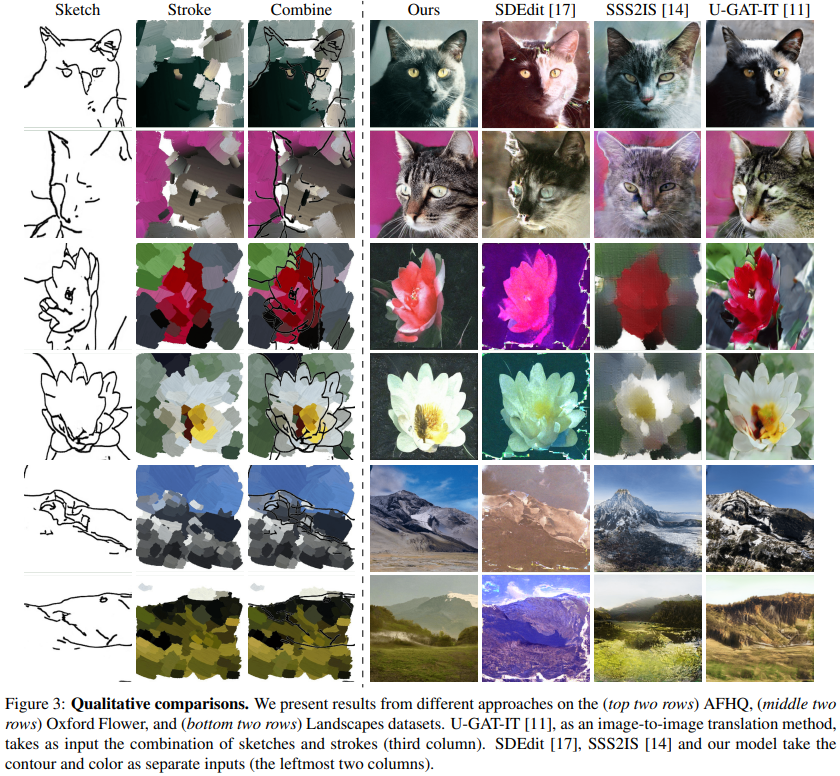 Sketch Stroke Combine Ours SDEdit [17] SSS2IS [14] U-GAT-IT [11]
Figure 3: Qualitative comparisons. We present results from different approaches on the (top two rows) AFHQ, (middle two
rows) Oxford Flower, and (bottom two rows) Landscapes datasets. U-GAT-IT [11], as an image-to-image translation method,
takes as input the combination of sketches and strokes (third column). SDEdit [17], SSS2IS [14] and our model take the
contour and color as separate inputs (the leftmost two columns).